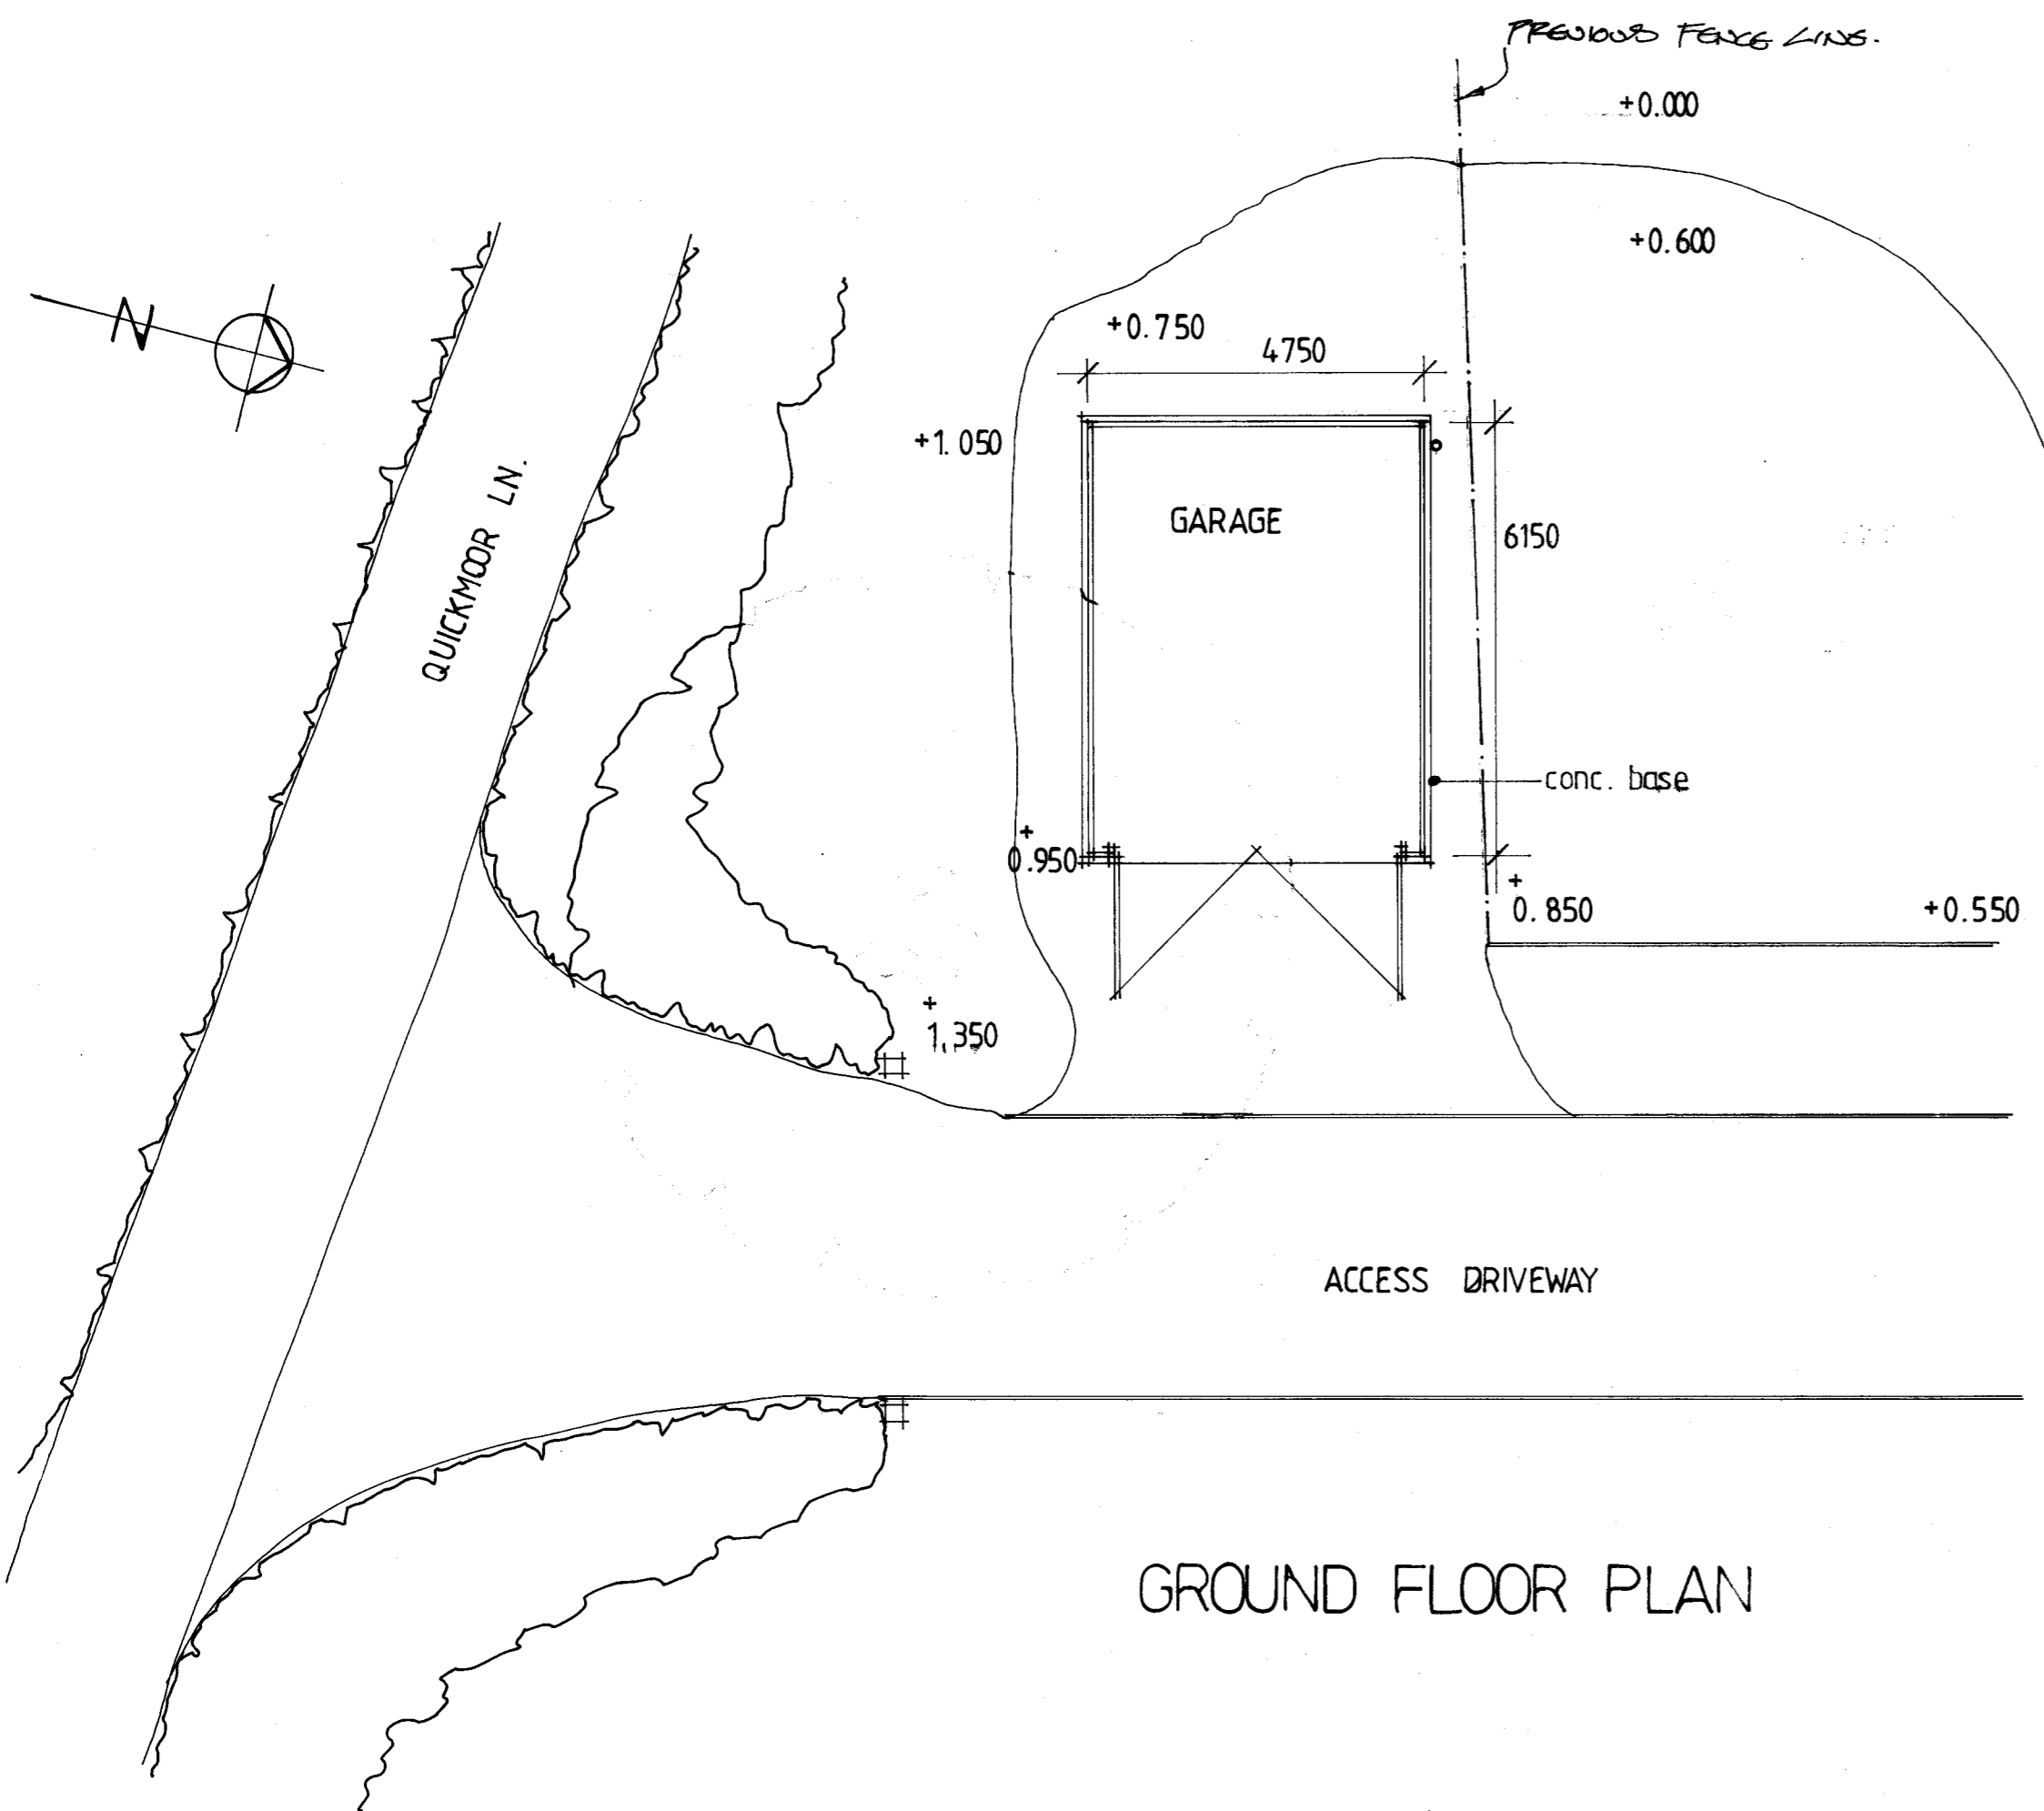 PREVIOUS FENCE LINE.
+0.000
+0.600
N
+0.750
4750
+1.050
QUICKMOOR LN.
GARAGE
6150
conc. base
+
0.950
+
0.850
+0.550
+
1,350
ACCESS DRIVEWAY
GROUND FLOOR PLAN